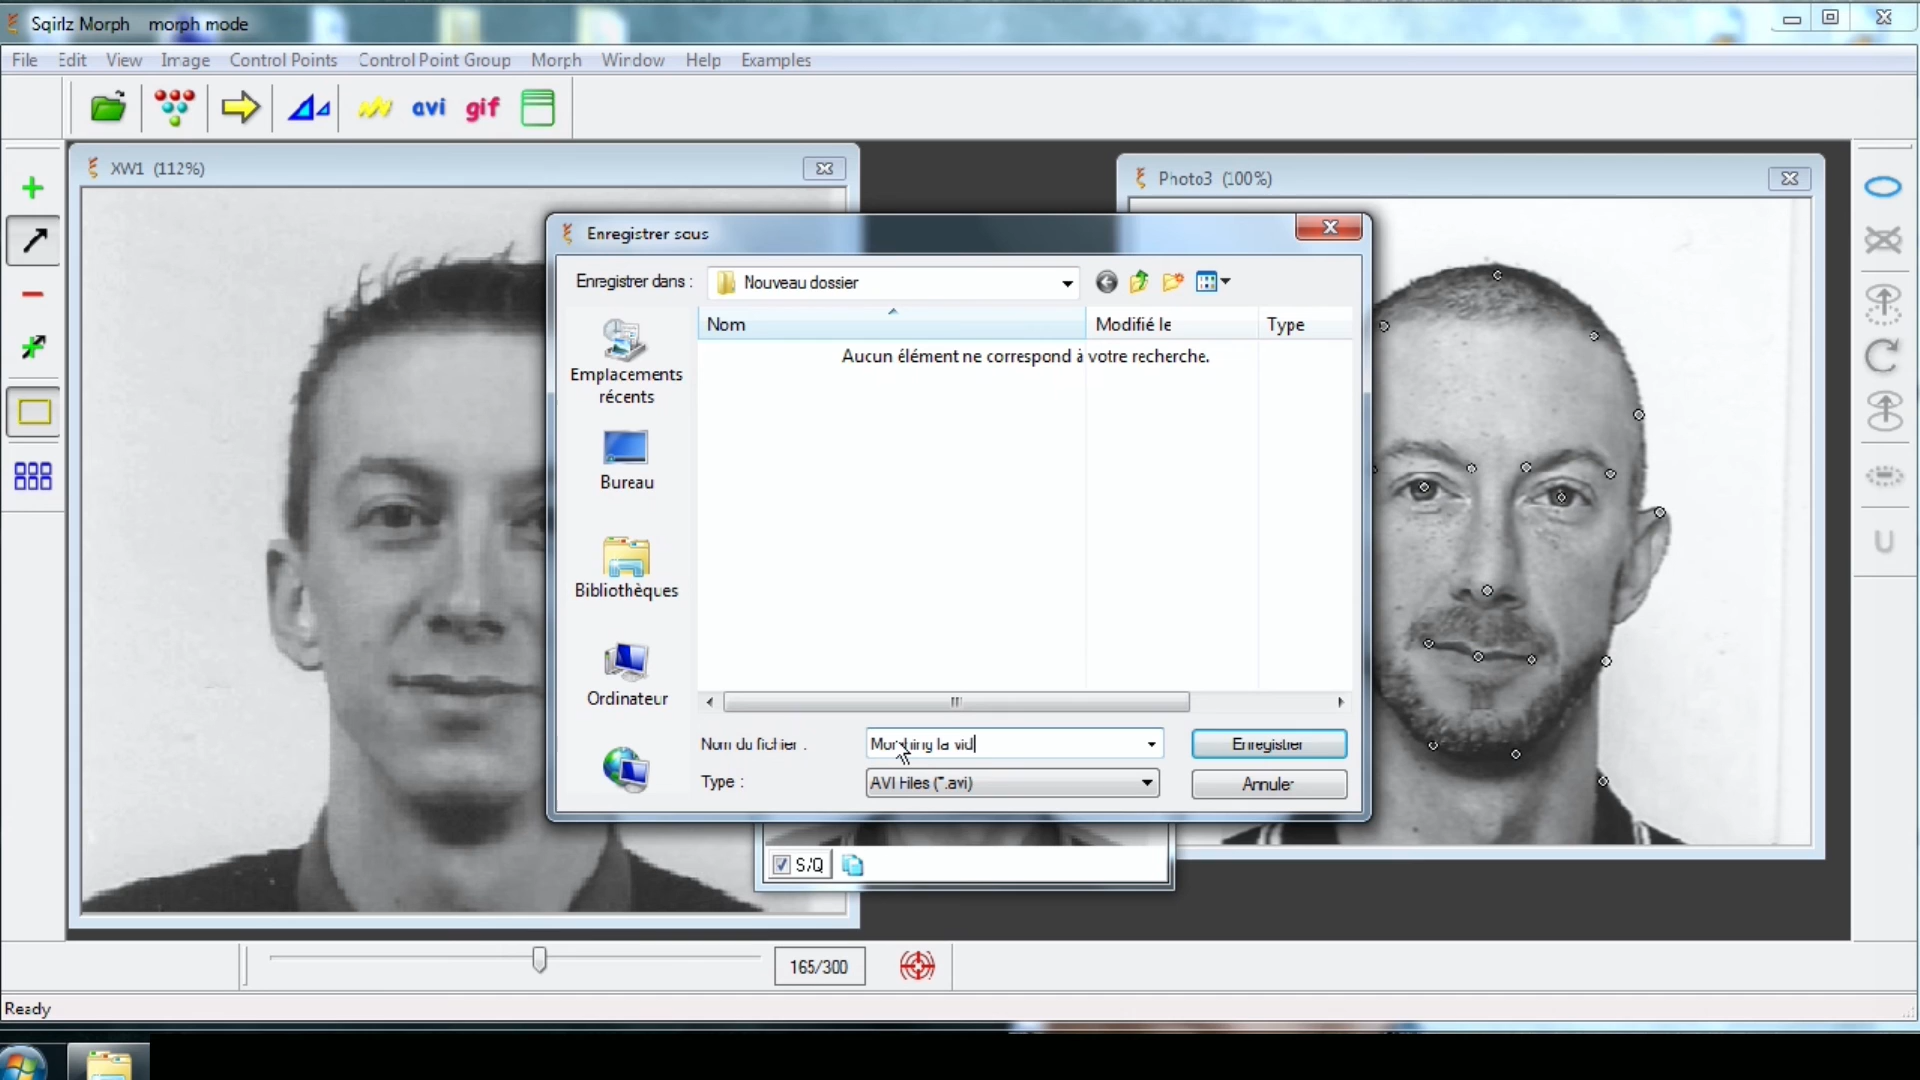 Sqirlz Morph morph mode
File Edit View Image Control Points Control Point Group Morph Window Help Examples
avi gif
XW1 (112%)
Photo3 (100%)
Enregistrer sous
Enregistrer dans :
Nouveau dossier
Nom
Modifié le
Type
Aucun élément ne correspond à votre recherche.
Emplacements
récents
Bureau
Bibliothèques
Ordinateur
Nom du fichier :
la vid
Enregistrer
Type :
AVI Files (*.avi)
Annuler
S/Q
165/300
Ready
U